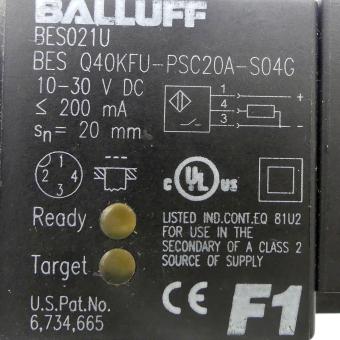 BALLUFF
BES021U
BES Q40KFU-PSC20A-S04G
10-30 V DC
≤ 200 mA
sn = 20 mm
1 +
4
3 -
1
2 4
3
C UL US
Ready
Target
LISTED IND.CONT.EQ 81U2
FOR USE IN THE
SECONDARY OF A CLASS 2
SOURCE OF SUPPLY
U.S.Pat.No.
6,734,665
CE F1